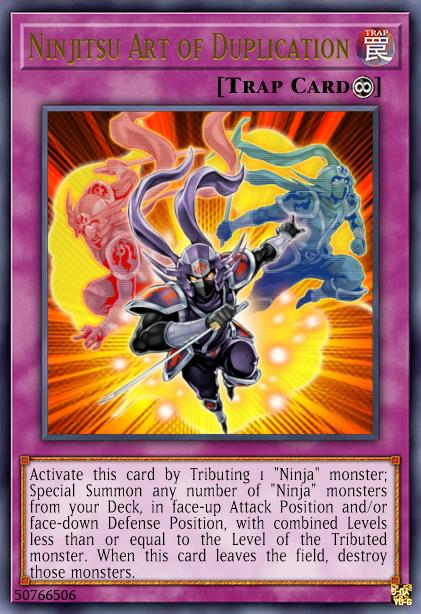 Ninjitsu Art of Duplication
TRAP
罠
[Trap Card]
Activate this card by Tributing 1 "Ninja" monster;
Special Summon any number of "Ninja" monsters
from your Deck, in face-up Attack Position and/or
face-down Defense Position, with combined Levels
less than or equal to the Level of the Tributed
monster. When this card leaves the field, destroy
those monsters.
50766506